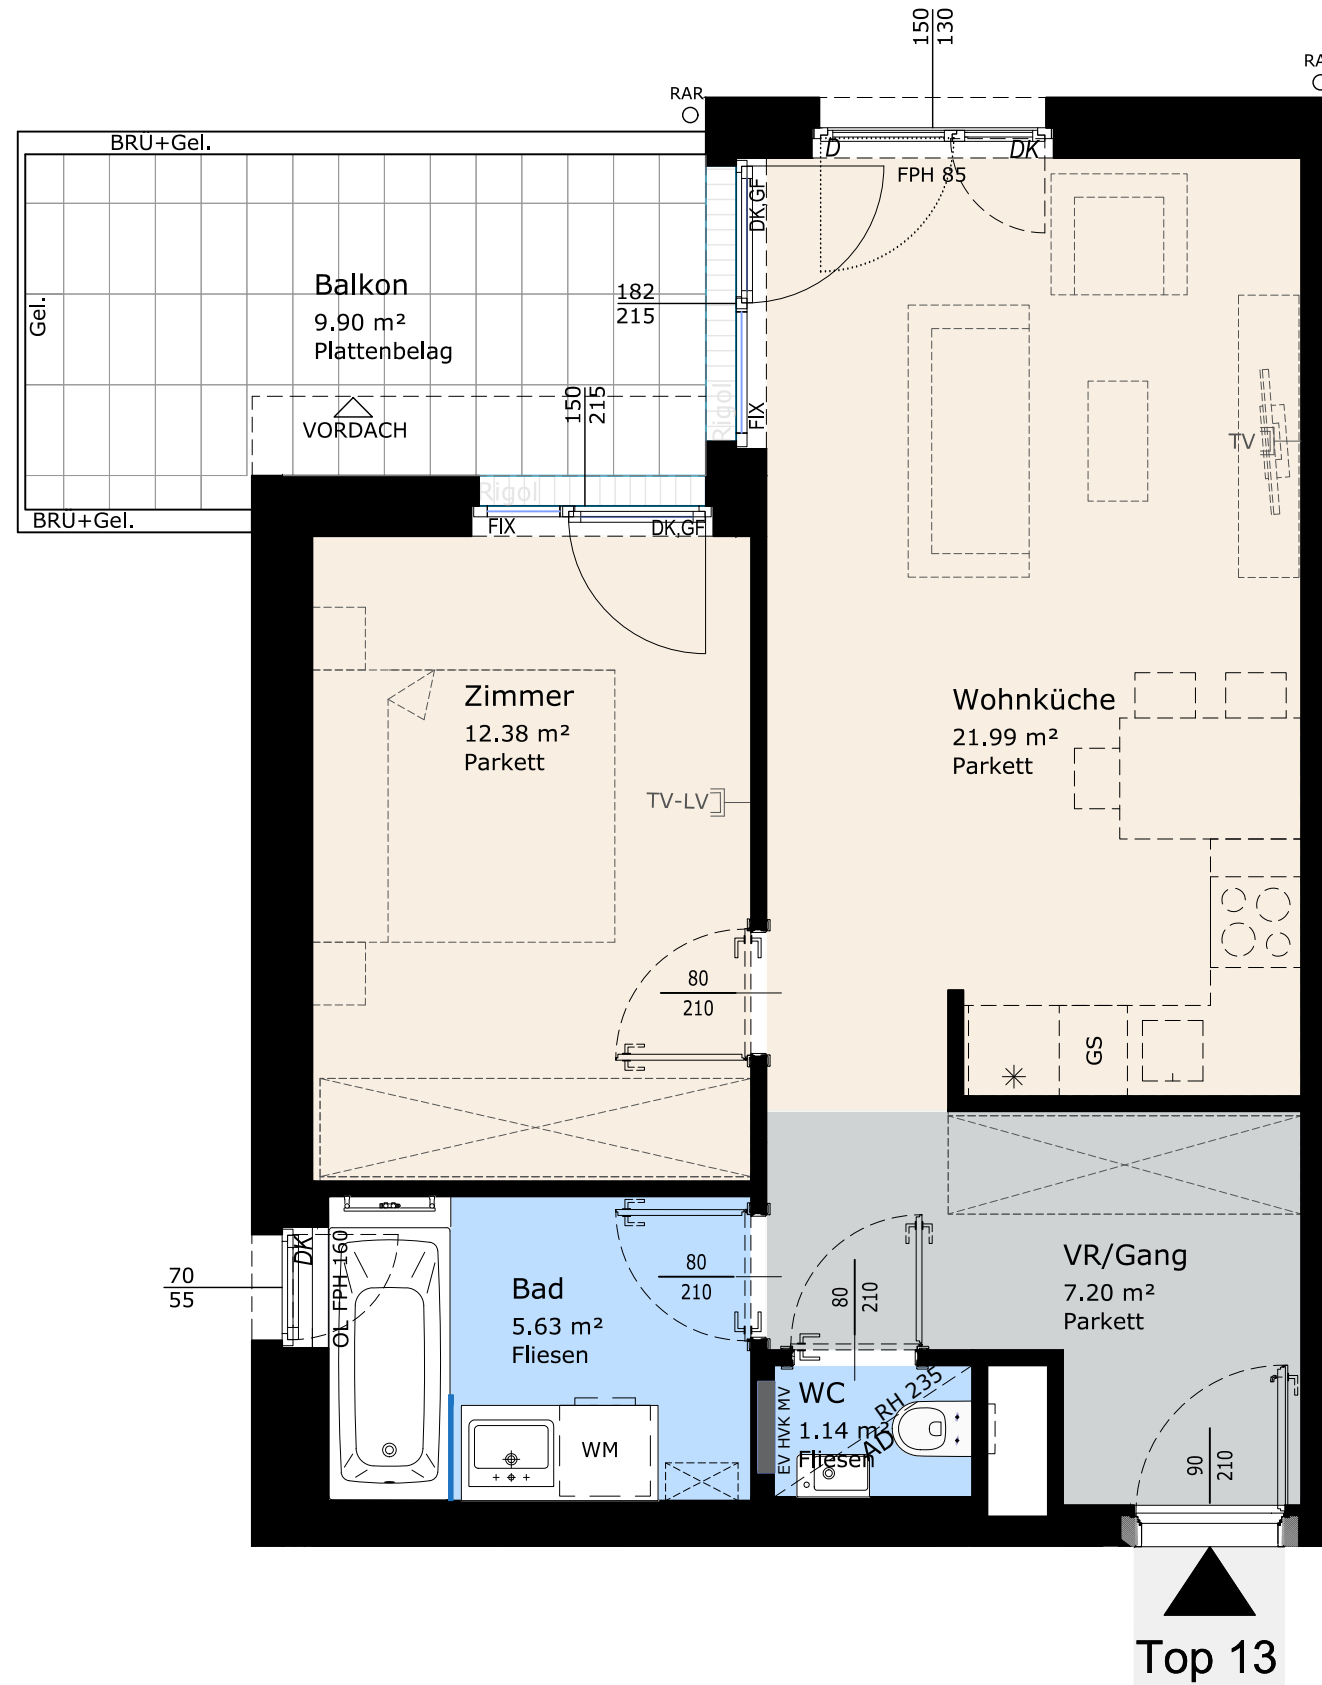 150
130
RAR
BRÜ+Gel.
D
DK
FPH 85
DK,GF
Gel.
Balkon
9.90 m²
Plattenbelag
182
215
150
215
VORDACH
Rigol
FIX
TV
BRÜ+Gel.
Rigol
FIX
DK,GF
Zimmer
12.38 m²
Parkett
TV-LV
Wohnküche
21.99 m²
Parkett
80
210
GS
70
55
DK
OL FPH 160
Bad
5.63 m²
Fliesen
80
210
80
210
VR/Gang
7.20 m²
Parkett
WM
EV HVK MV
WC
1.14 m²
Fliesen
RH 235
AD
90
210
Top 13